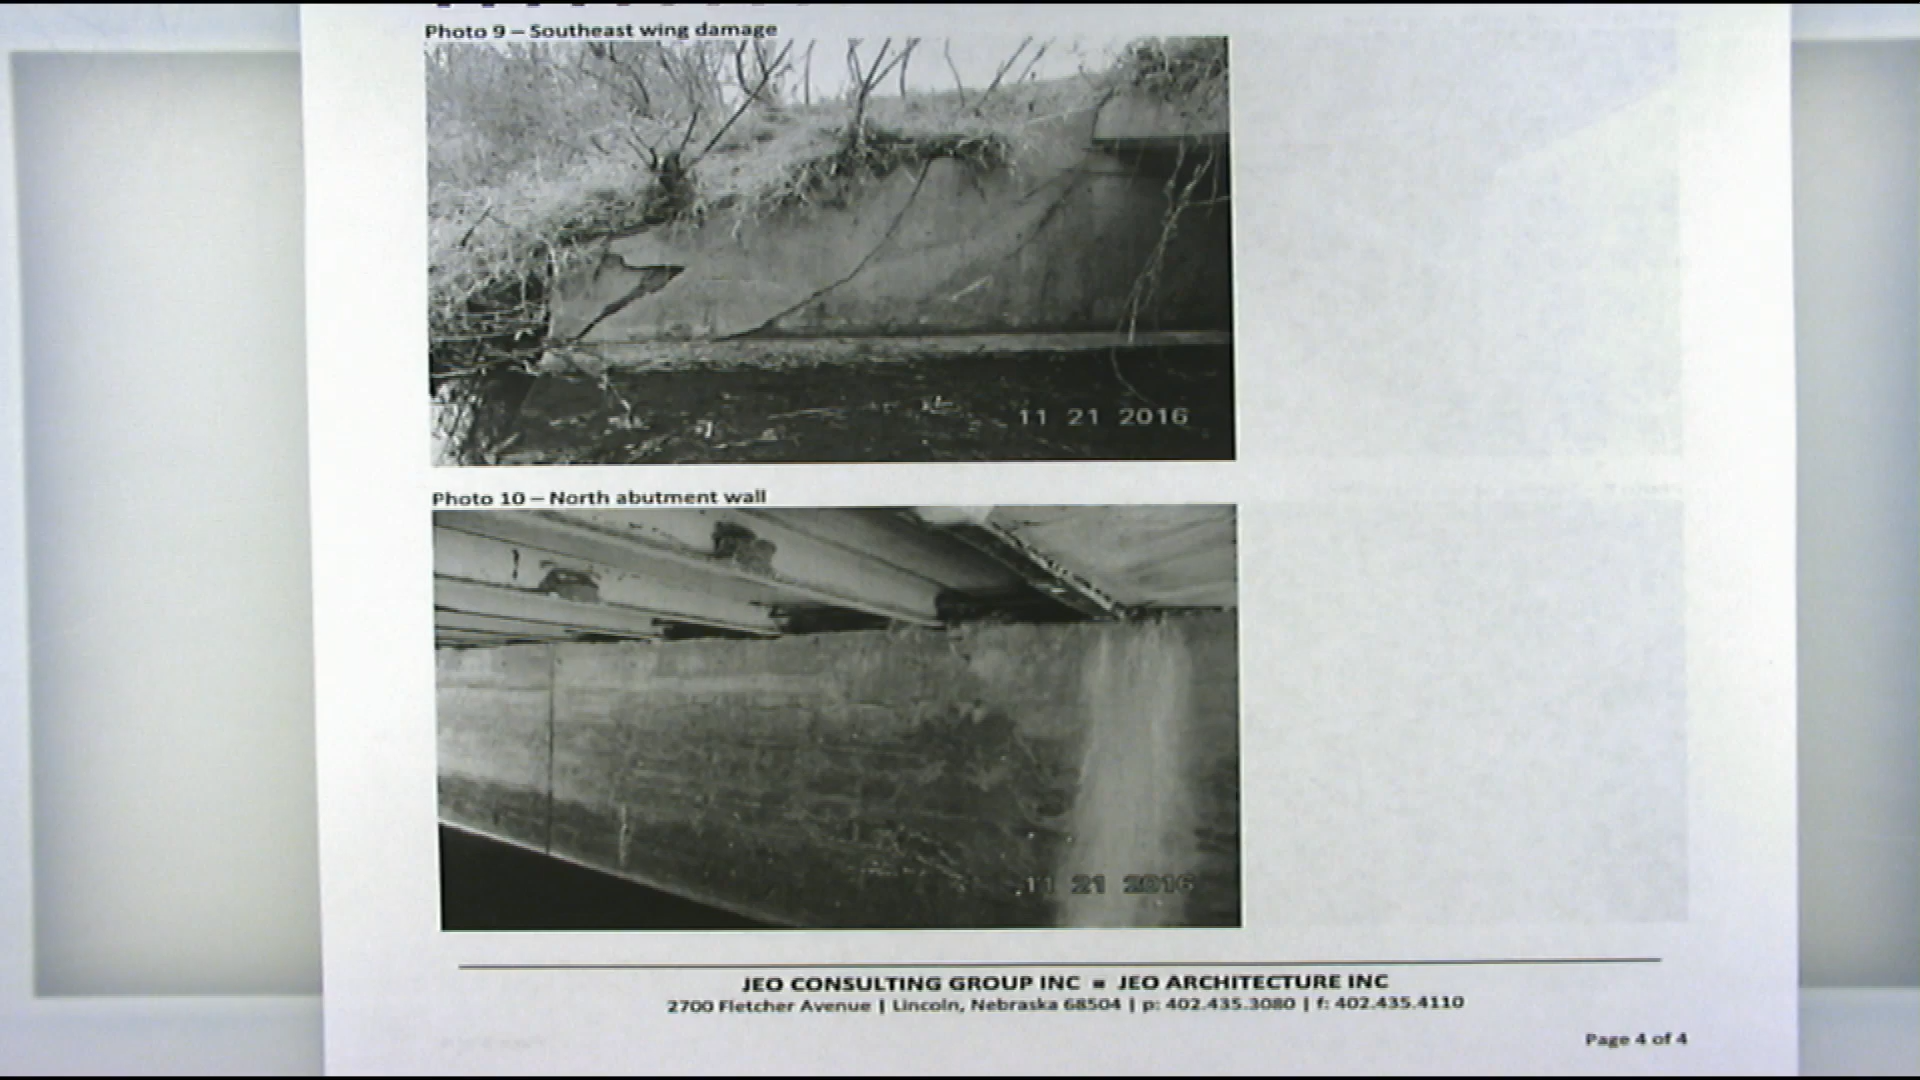 Photo 9 – Southeast wing damage
11 21 2016
Photo 10 – North abutment wall
11 21 2016
JEO CONSULTING GROUP INC ▪ JEO ARCHITECTURE INC
2700 Fletcher Avenue | Lincoln, Nebraska 68504 | p: 402.435.3080 | f: 402.435.4110
Page 4 of 4